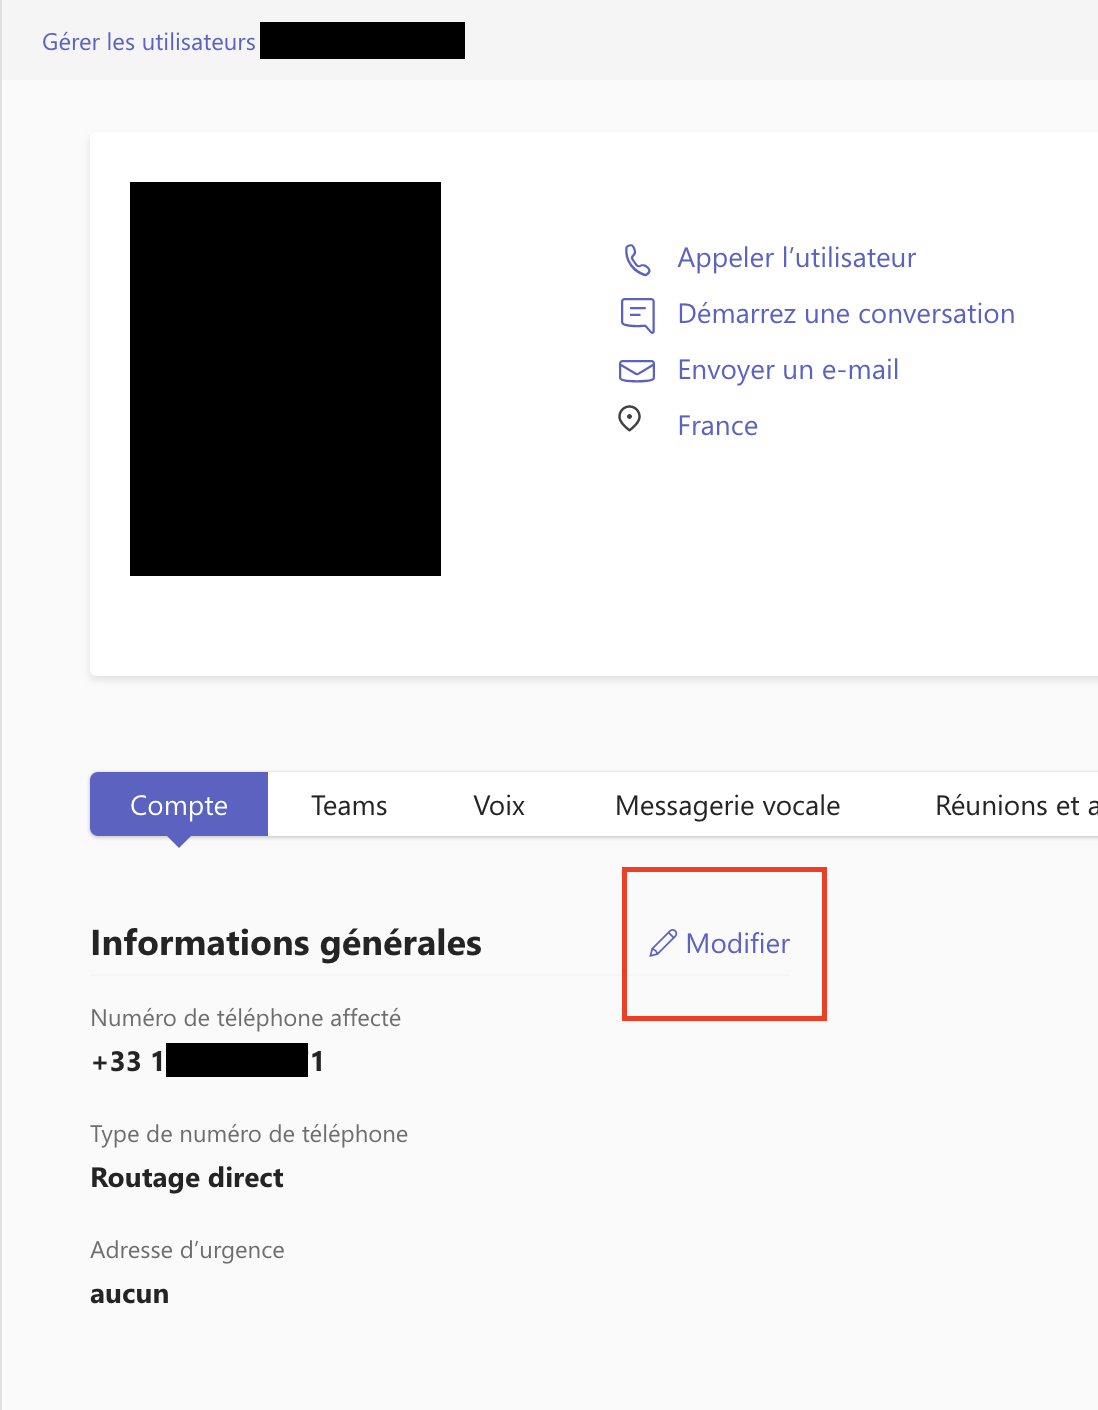 Gérer les utilisateurs
Appeler l’utilisateur
Démarrez une conversation
Envoyer un e-mail
France
Compte Teams Voix Messagerie vocale Réunions et a
Informations générales Modifier
Numéro de téléphone affecté
+33 1 1
Type de numéro de téléphone
Routage direct
Adresse d’urgence
aucun